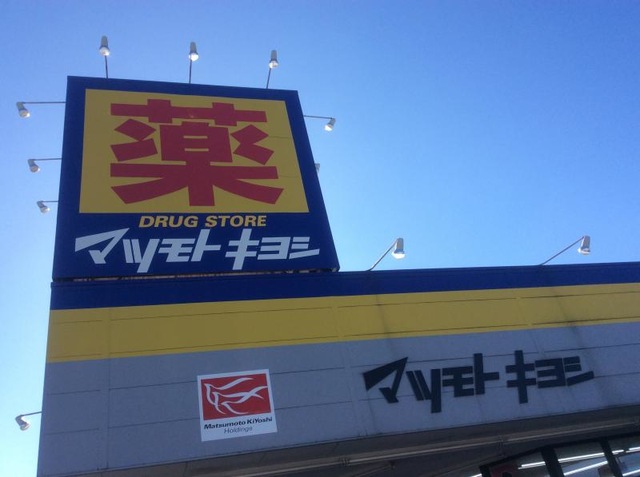 薬
DRUG STORE
マツモトキヨシ
マツモトキヨシ
Matsumoto KiYoshi
Holdings